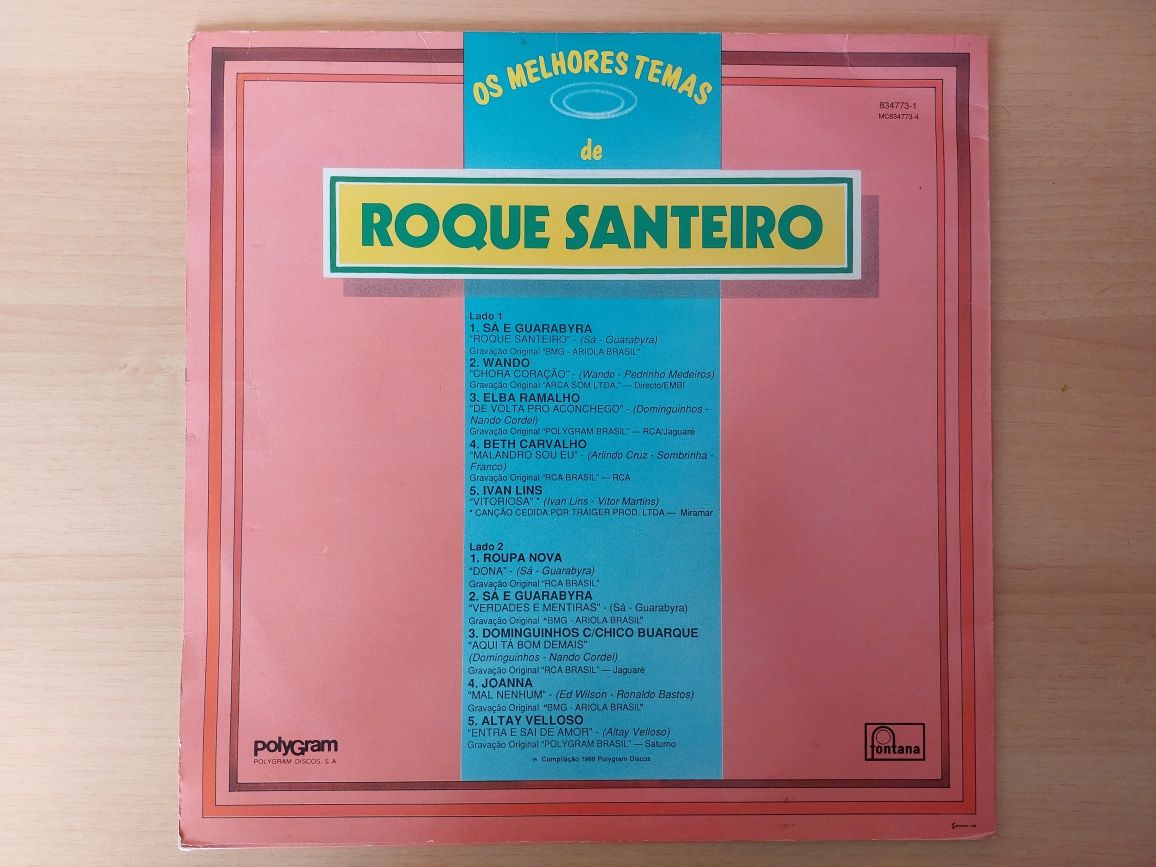 OS MELHORES TEMAS
de
ROQUE SANTEIRO
834773-1
MC834773-4
Lado 1
1. SÁ E GUARABYRA
"ROQUE SANTEIRO" - (Sá - Guarabyra)
Gravação Original "BMG - ARIOLA BRASIL"
2. WANDO
"CHORA CORAÇÃO" - (Wando - Pedrinho Medeiros)
Gravação Original "ARCA SOM LTDA." — Directo/EMBI
3. ELBA RAMALHO
"DE VOLTA PRO ACONCHEGO" - (Dominguinhos -
Nando Cordel)
Gravação Original "POLYGRAM BRASIL" — RCA/Jaguaré
4. BETH CARVALHO
"MALANDRO SOU EU" - (Arlindo Cruz - Sombrinha -
Franco)
Gravação Original "RCA BRASIL" — RCA
5. IVAN LINS
"VITORIOSA" * (Ivan Lins - Vitor Martins)
* CANÇÃO CEDIDA POR TRAIGER PROD. LTDA.— Miramar
Lado 2
1. ROUPA NOVA
"DONA" - (Sá - Guarabyra)
Gravação Original "RCA BRASIL"
2. SÁ E GUARABYRA
"VERDADES E MENTIRAS" - (Sá - Guarabyra)
Gravação Original "BMG - ARIOLA BRASIL"
3. DOMINGUINHOS C/CHICO BUARQUE
"AQUI TÁ BOM DEMAIS"
(Dominguinhos - Nando Cordel)
Gravação Original "RCA BRASIL" — Jaguaré
4. JOANNA
"MAL NENHUM" - (Ed Wilson - Ronaldo Bastos)
Gravação Original "BMG - ARIOLA BRASIL"
5. ALTAY VELLOSO
"ENTRA E SAI DE AMOR" - (Altay Velloso)
Gravação Original "POLYGRAM BRASIL" — Saturno
Compilação 1988 Polygram Discos
polyGram
POLYGRAM DISCOS, S.A.
fontana